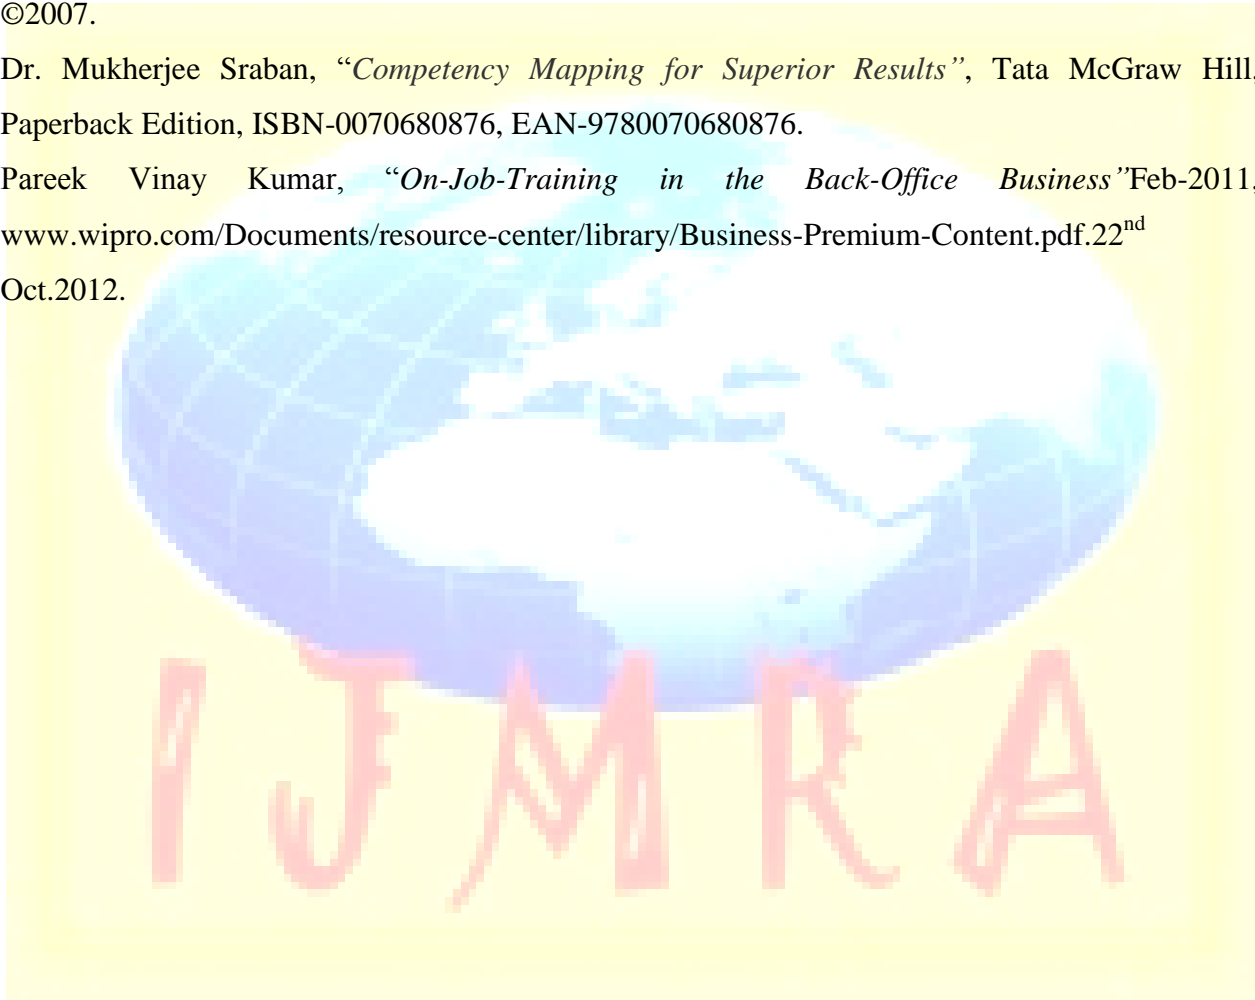 ©2007.
Dr. Mukherjee Sraban, “Competency Mapping for Superior Results”, Tata McGraw Hill,
Paperback Edition, ISBN-0070680876, EAN-9780070680876.
Pareek Vinay Kumar, “On-Job-Training in the Back-Office Business”Feb-2011,
www.wipro.com/Documents/resource-center/library/Business-Premium-Content.pdf.22nd
Oct.2012.
IJMRA